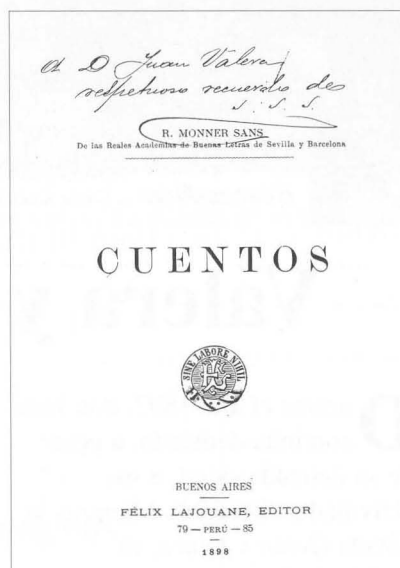 A D Juan Valera
respetuoso recuerdo de
s. s. s.
R. MONNER SANS
De las Reales Academias de Buenas Letras de Sevilla y Barcelona
CUENTOS
SINE LABORE NIHIL
BUENOS AIRES
FÉLIX LAJOUANE, EDITOR
79 — PERÚ — 85
1898